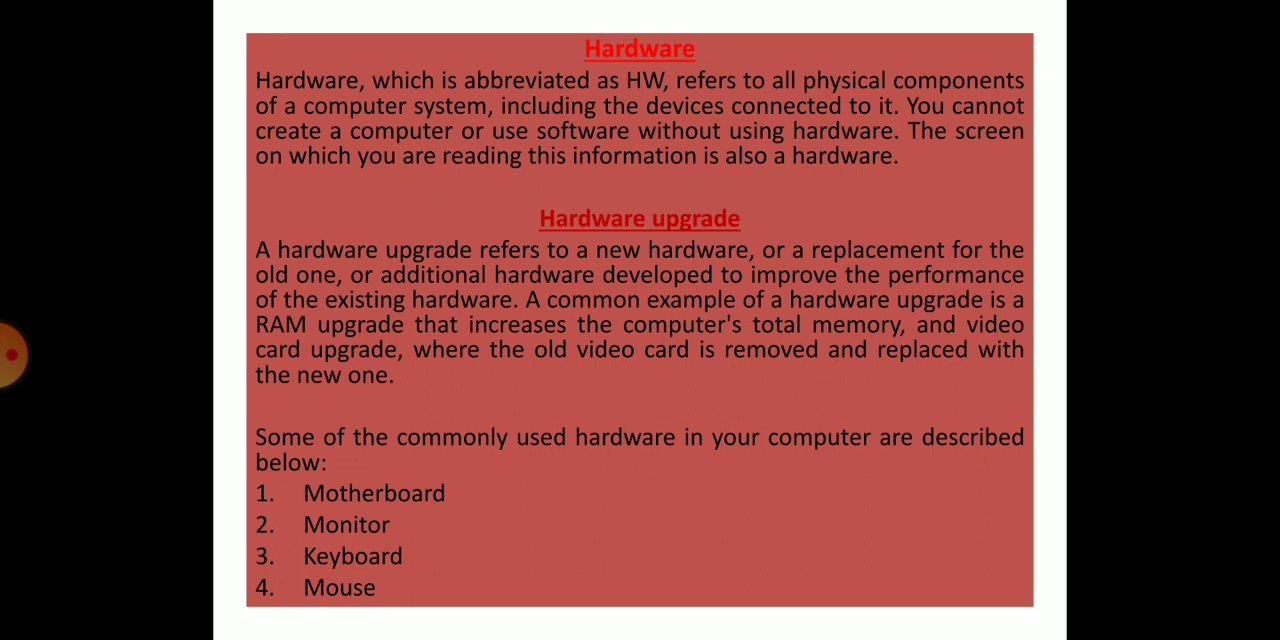 Hardware
Hardware, which is abbreviated as HW, refers to all physical components
of a computer system, including the devices connected to it. You cannot
create a computer or use software without using hardware. The screen
on which you are reading this information is also a hardware.
Hardware upgrade
A hardware upgrade refers to a new hardware, or a replacement for the
old one, or additional hardware developed to improve the performance
of the existing hardware. A common example of a hardware upgrade is a
RAM upgrade that increases the computer's total memory, and video
card upgrade, where the old video card is removed and replaced with
the new one.
Some of the commonly used hardware in your computer are described
below:
1. Motherboard
2. Monitor
3. Keyboard
4. Mouse